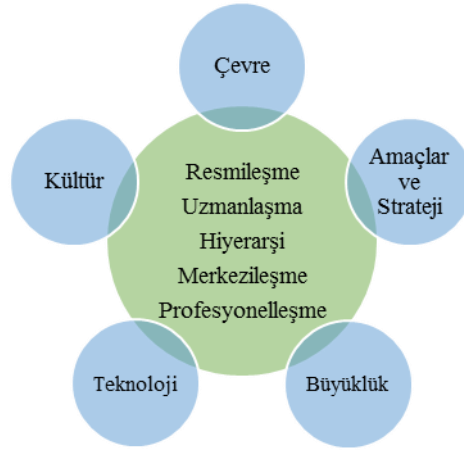 Çevre
Kültür
Amaçlar
ve
Strateji
Resmileşme
Uzmanlaşma
Hiyerarşi
Merkezileşme
Profesyonelleşme
Teknoloji
Büyüklük